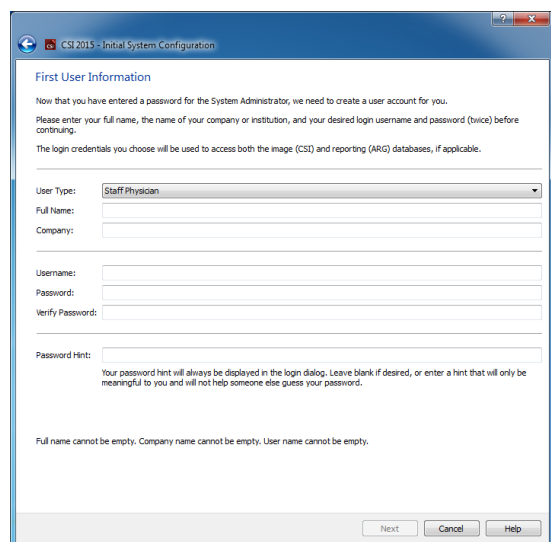 ?
X
CSi CSI 2015 - Initial System Configuration
First User Information
Now that you have entered a password for the System Administrator, we need to create a user account for you.
Please enter your full name, the name of your company or institution, and your desired login username and password (twice) before
continuing.
The login credentials you choose will be used to access both the image (CSI) and reporting (ARG) databases, if applicable.
User Type: Staff Physician
Full Name:
Company:
Username:
Password:
Verify Password:
Password Hint:
Your password hint will always be displayed in the login dialog. Leave blank if desired, or enter a hint that will only be
meaningful to you and will not help someone else guess your password.
Full name cannot be empty. Company name cannot be empty. User name cannot be empty.
Next Cancel Help